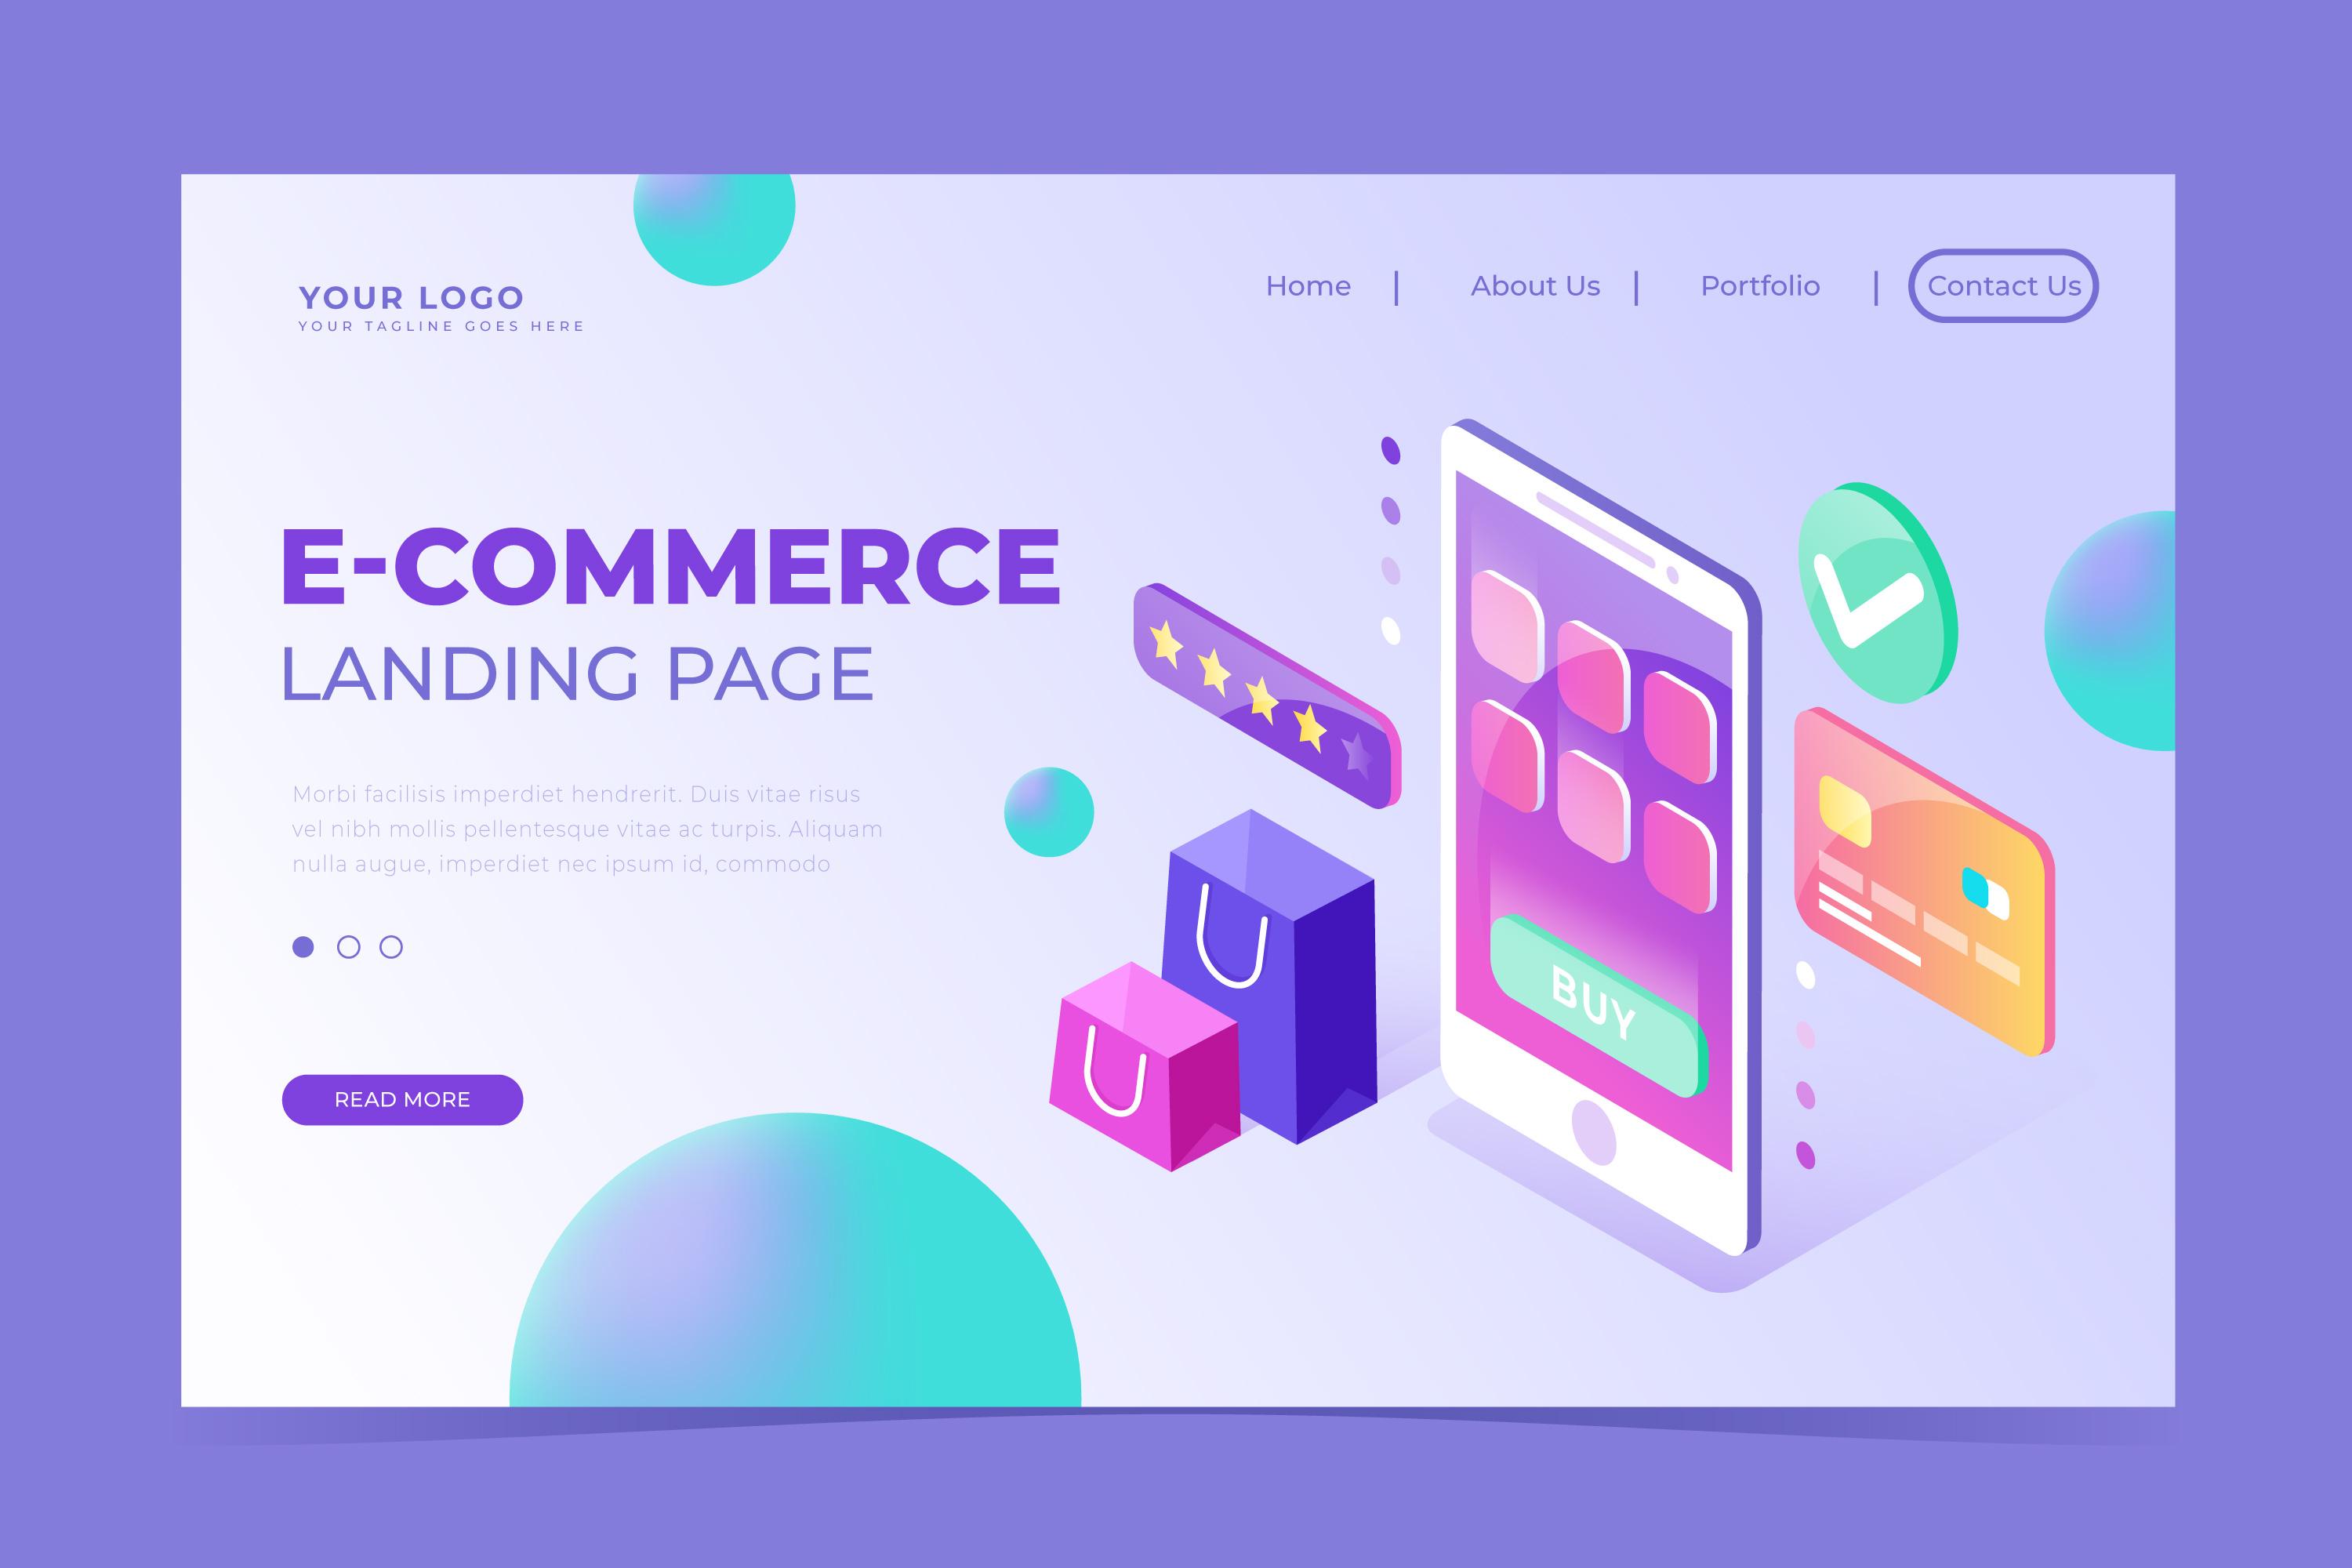 YOUR LOGO
YOUR TAGLINE GOES HERE
Home | About Us | Portfolio | Contact Us
E-COMMERCE
LANDING PAGE
Morbi facilisis imperdiet hendrerit. Duis vitae risus
vel nibh mollis pellentesque vitae ac turpis. Aliquam
nulla augue, imperdiet nec ipsum id, commodo
READ MORE
BUY